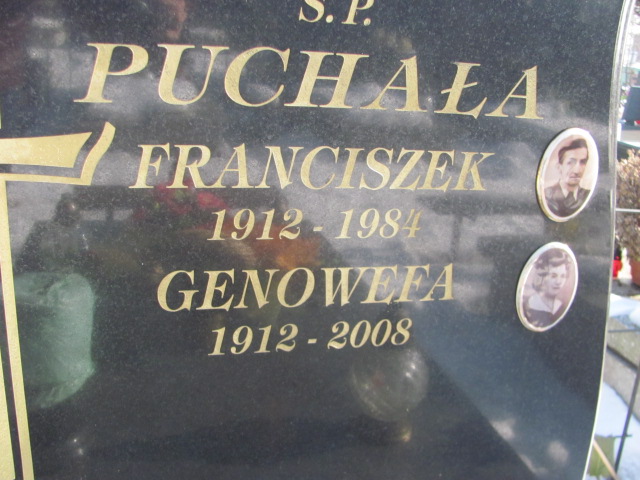 Ś.P.
PUCHAŁA
FRANCISZEK
1912 - 1984
GENOWEFA
1912 - 2008